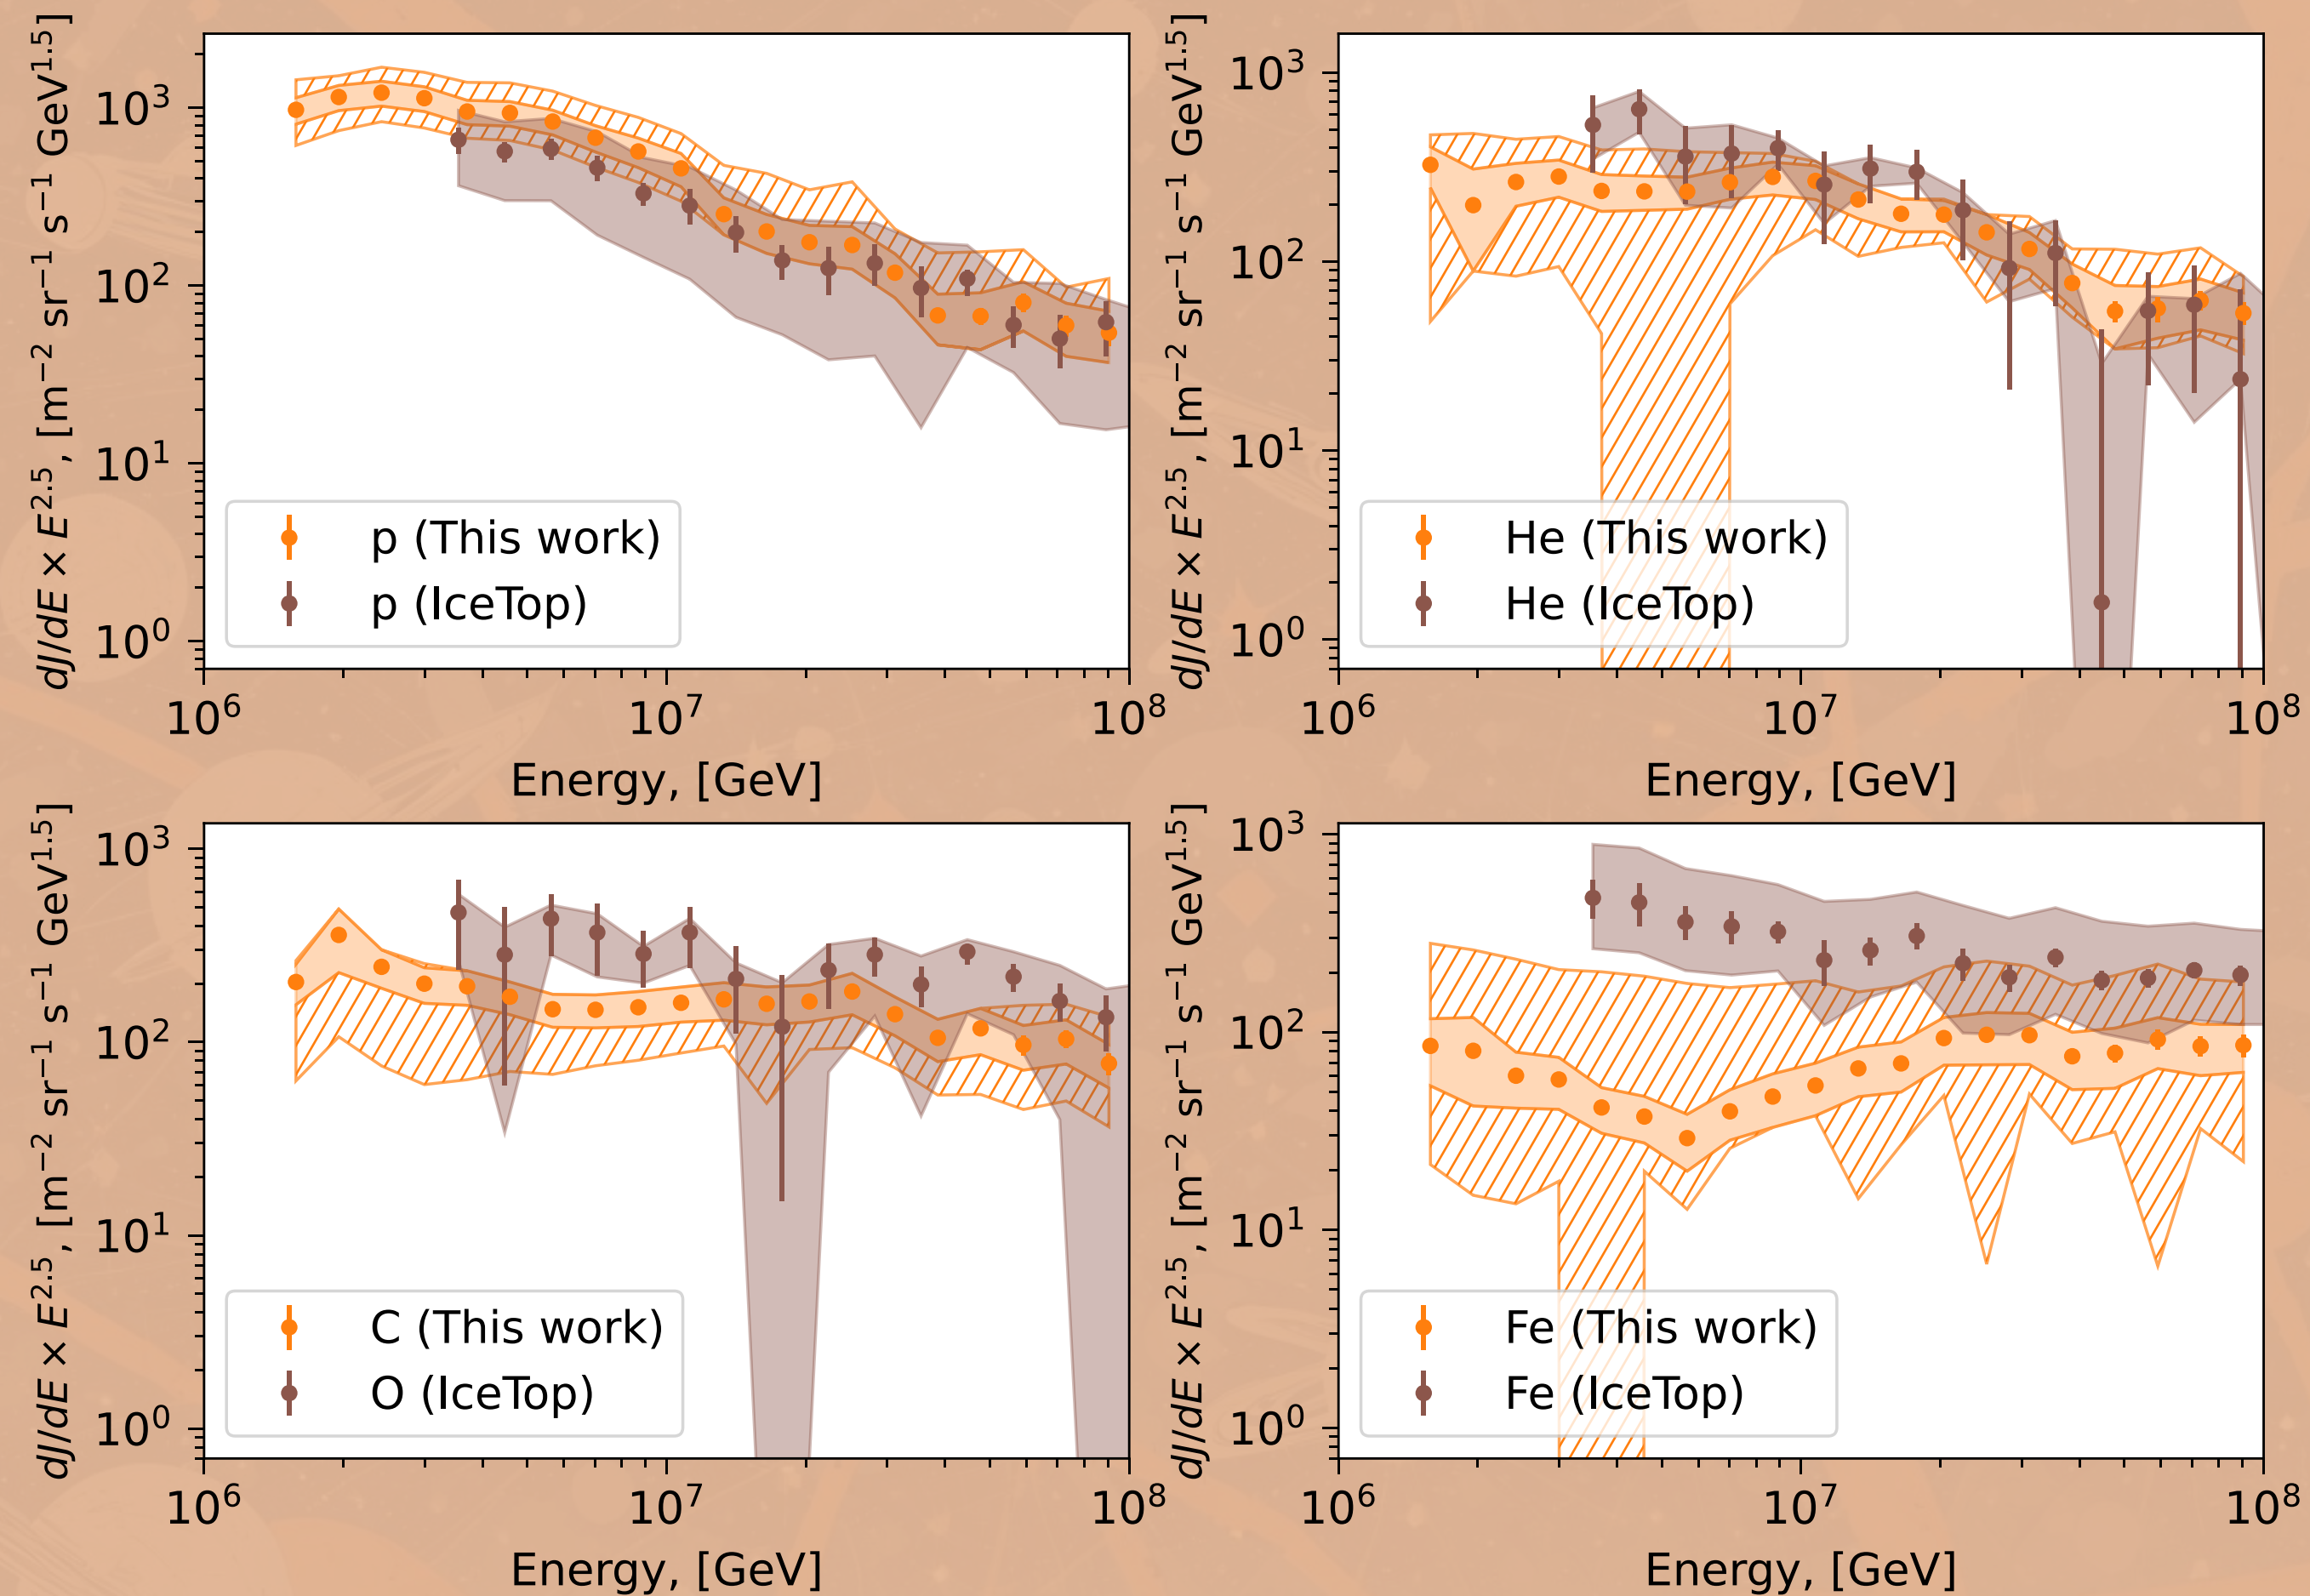 dJ/dE × E^2.5, [m^−2 sr^−1 s^−1 GeV^1.5]
10^3
10^2
10^1
10^0
p (This work)
p (IceTop)
10^6 10^7 10^8
Energy, [GeV]
dJ/dE × E^2.5, [m^−2 sr^−1 s^−1 GeV^1.5]
10^3
10^2
10^1
10^0
He (This work)
He (IceTop)
10^6 10^7 10^8
Energy, [GeV]
dJ/dE × E^2.5, [m^−2 sr^−1 s^−1 GeV^1.5]
10^3
10^2
10^1
10^0
C (This work)
O (IceTop)
10^6 10^7 10^8
Energy, [GeV]
dJ/dE × E^2.5, [m^−2 sr^−1 s^−1 GeV^1.5]
10^3
10^2
10^1
10^0
Fe (This work)
Fe (IceTop)
10^6 10^7 10^8
Energy, [GeV]